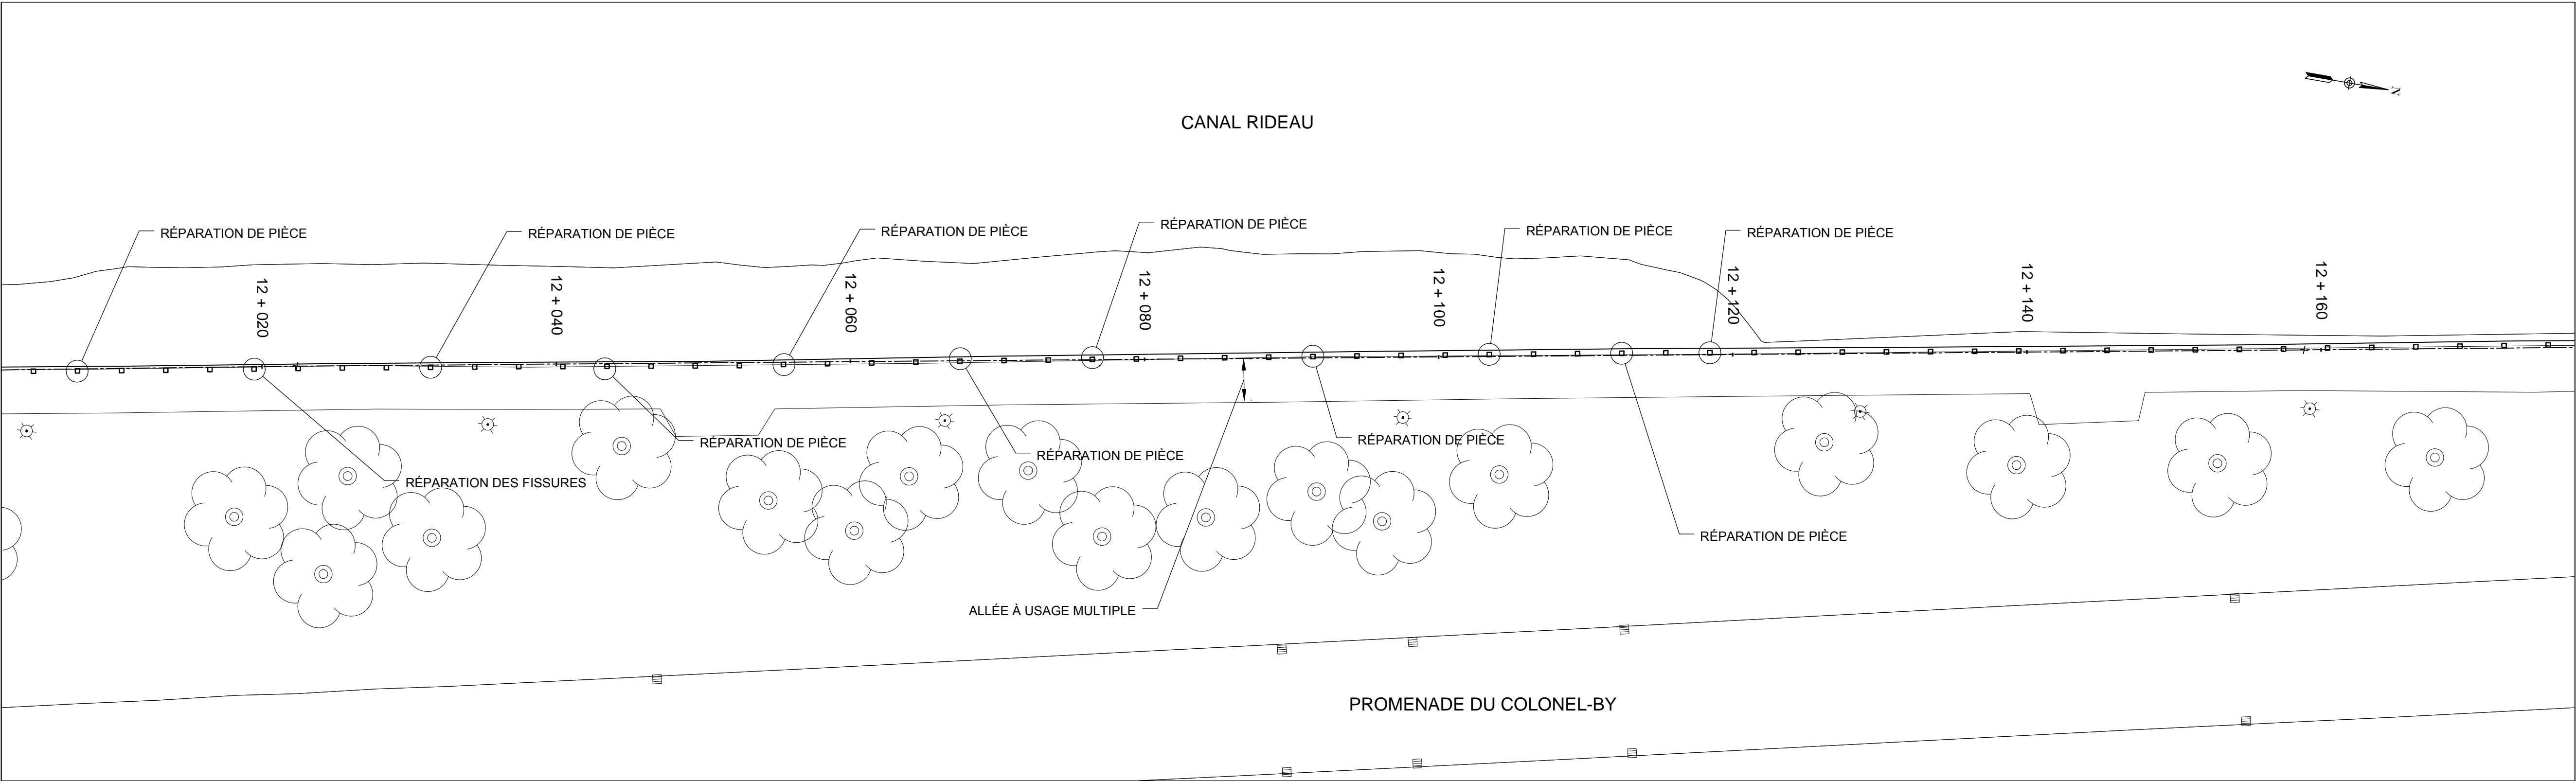 CANAL RIDEAU
N
RÉPARATION DE PIÈCE
RÉPARATION DE PIÈCE
RÉPARATION DE PIÈCE
RÉPARATION DE PIÈCE
RÉPARATION DE PIÈCE
RÉPARATION DE PIÈCE
12 + 020
12 + 040
12 + 060
12 + 080
12 + 100
12 + 120
12 + 140
12 + 160
RÉPARATION DE PIÈCE
RÉPARATION DE PIÈCE
RÉPARATION DE PIÈCE
RÉPARATION DES FISSURES
RÉPARATION DE PIÈCE
ALLÉE À USAGE MULTIPLE
PROMENADE DU COLONEL-BY